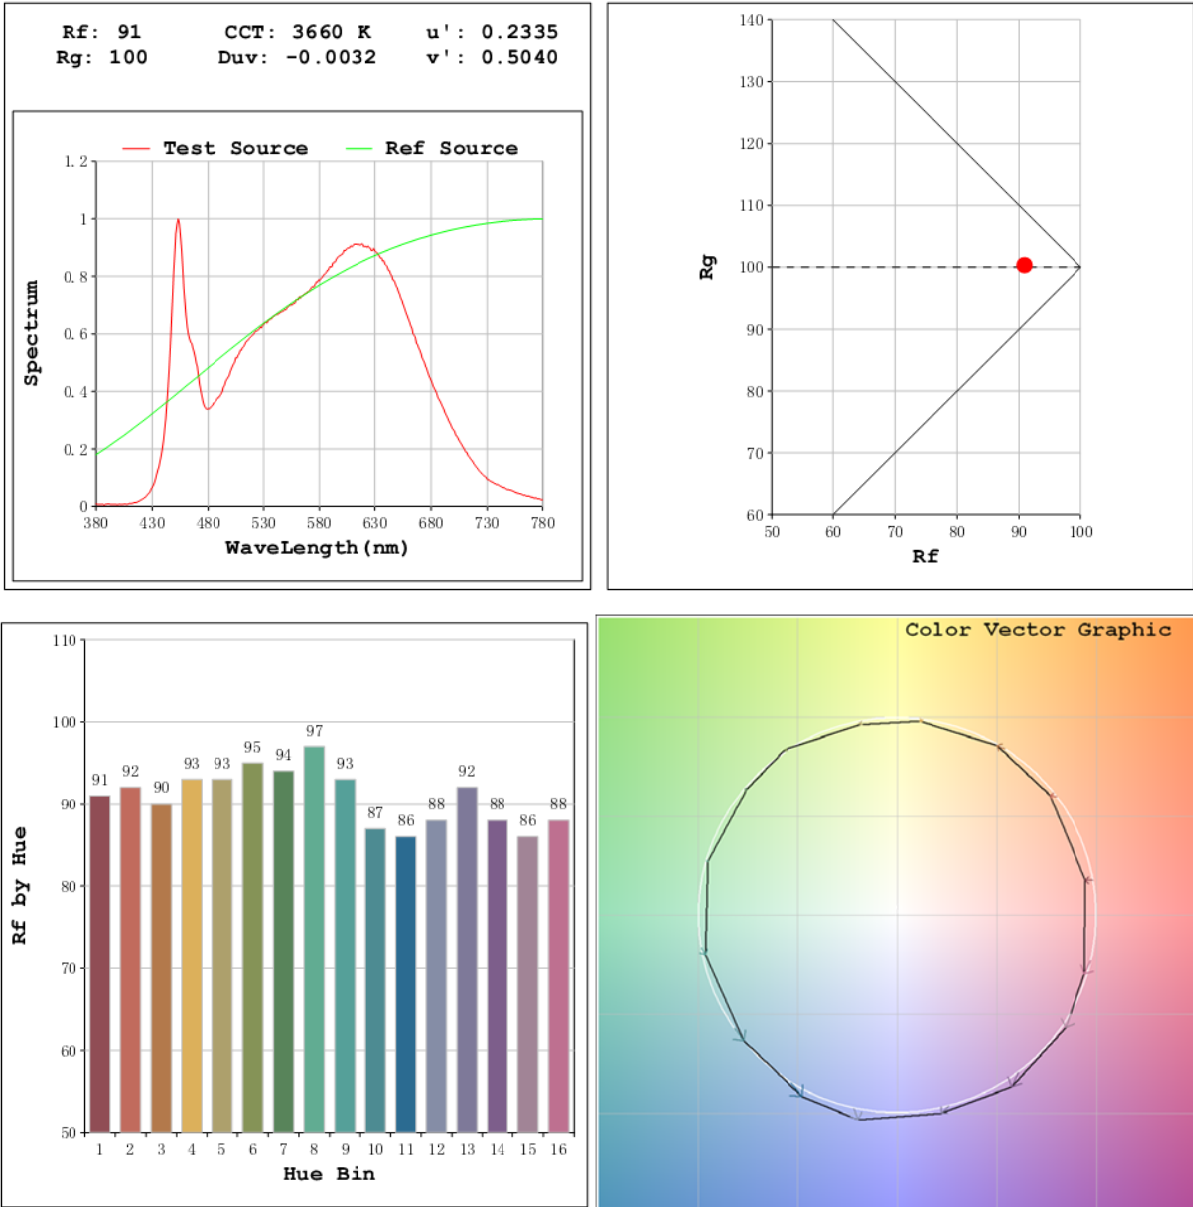 Rf: 91 CCT: 3660 K u': 0.2335
Rg: 100 Duv: -0.0032 v': 0.5040
Test Source Ref Source
1.2
1
0.8
0.6
0.4
0.2
0
Spectrum
380 430 480 530 580 630 680 730 780
WaveLength(nm)
140
130
120
110
100
90
80
70
60
Rg
50 60 70 80 90 100
Rf
110
100
90
80
70
60
50
Rf by Hue
91 92 90 93 93 95 94 97 93 87 86 88 92 88 86 88
1 2 3 4 5 6 7 8 9 10 11 12 13 14 15 16
Hue Bin
Color Vector Graphic